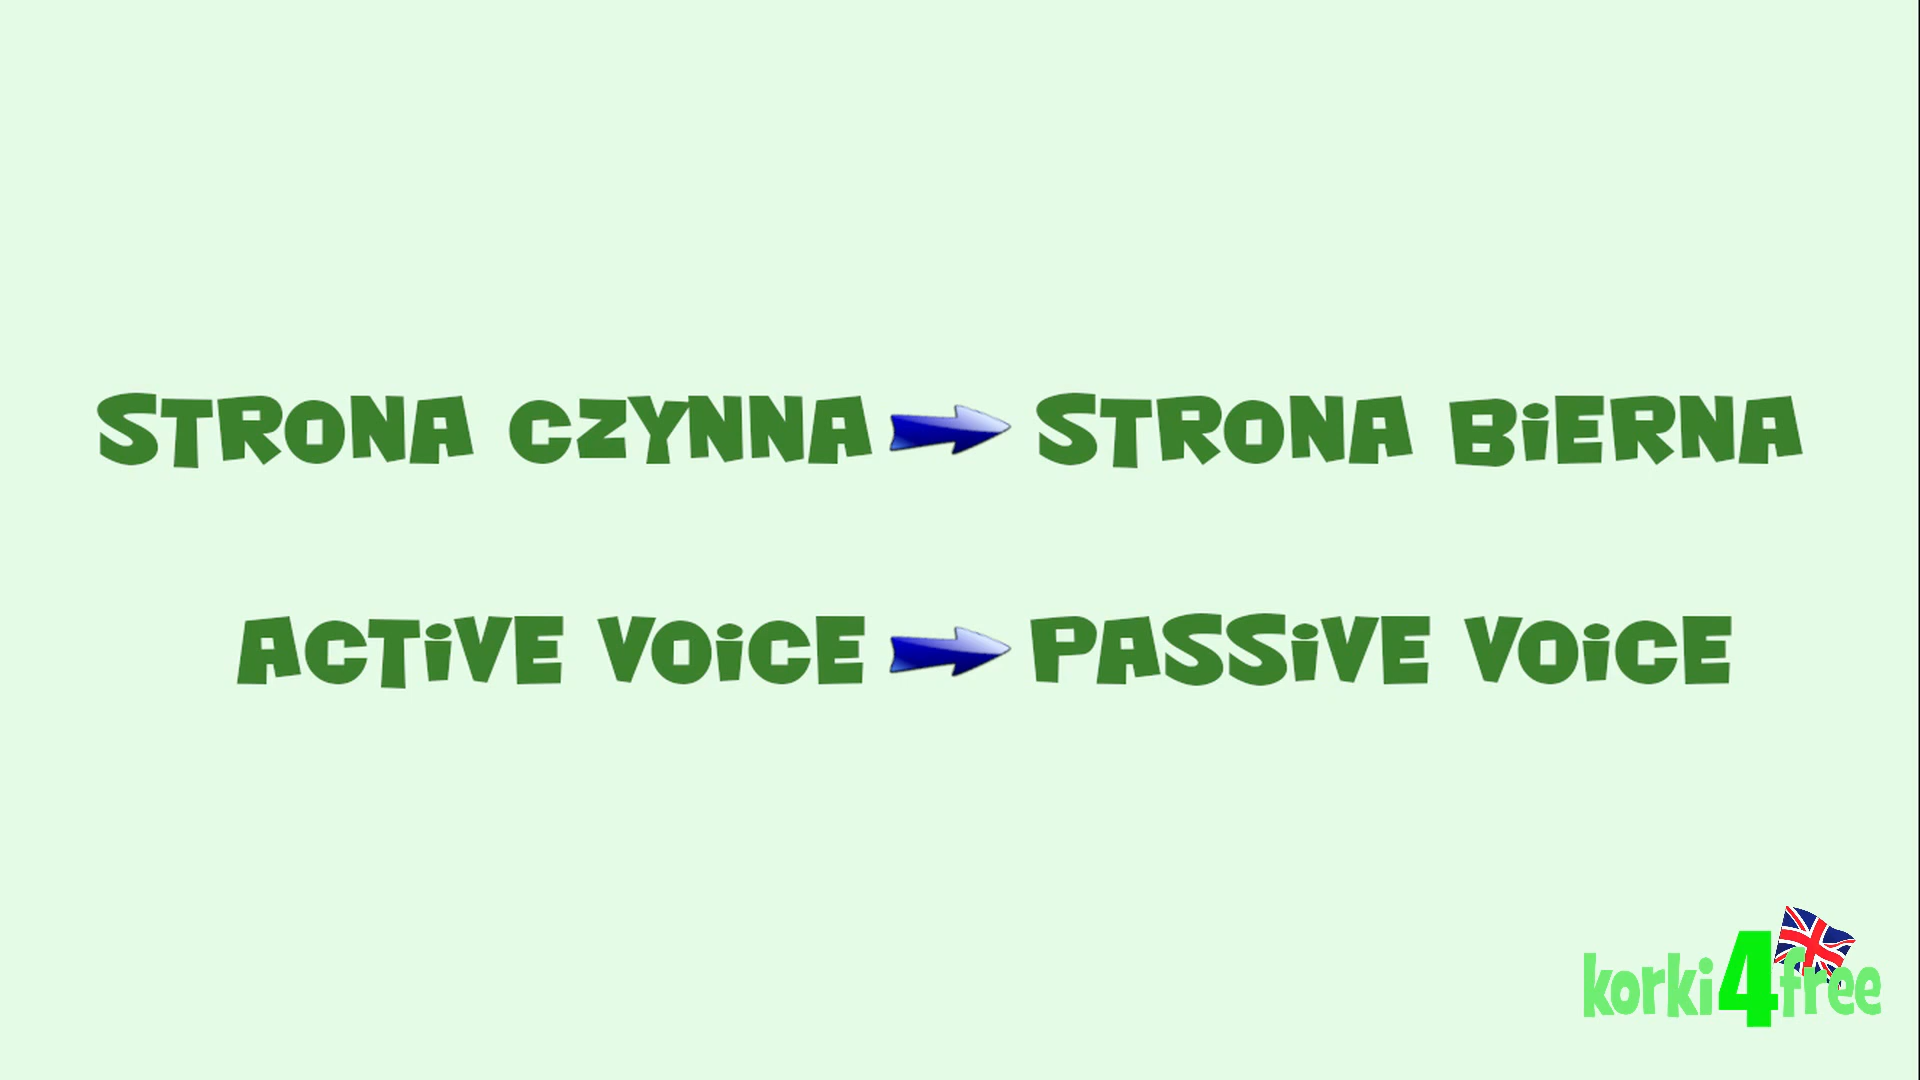 STRONA CZYNNA STRONA BiERNA
ACTiVE VOiCE PASSiVE VOiCE
korki4free